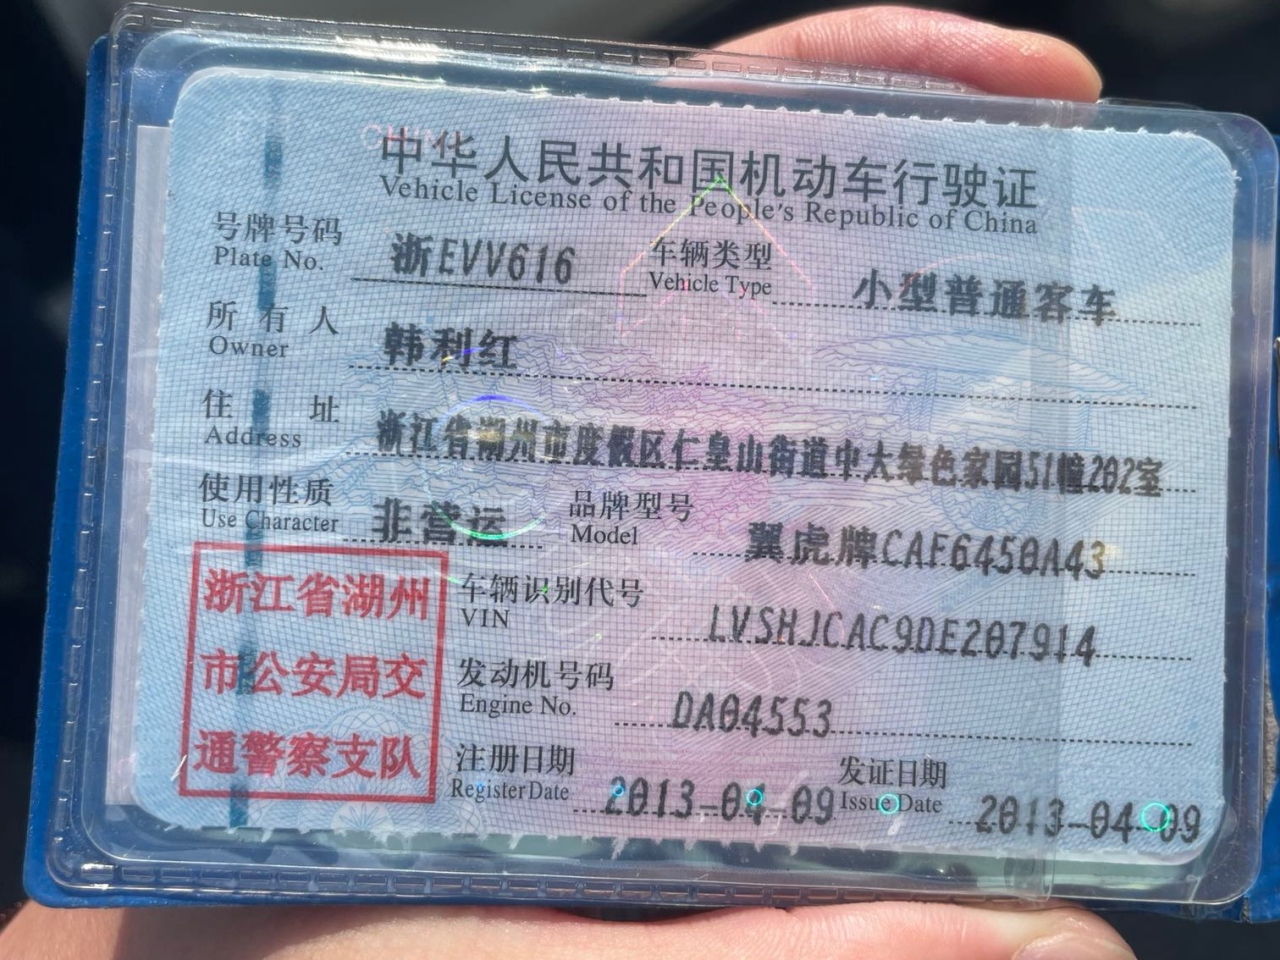 中华人民共和国机动车行驶证
Vehicle License of the People's Republic of China
号牌号码 浙EVV616 车辆类型 小型普通客车
Plate No. Vehicle Type
所有人 韩利红
Owner
住址 浙江省湖州市度假区仁皇山街道中大绿色家园51幢202室
Address
使用性质 非营运 品牌型号 翼虎牌CAF6450A43
Use Character Model
浙江省湖州
市公安局交
通警察支队
车辆识别代号 LVSHJCAC9DE207914
VIN
发动机号码 DA04553
Engine No.
注册日期 2013-04-09 发证日期 2013-04-09
Register Date Issue Date